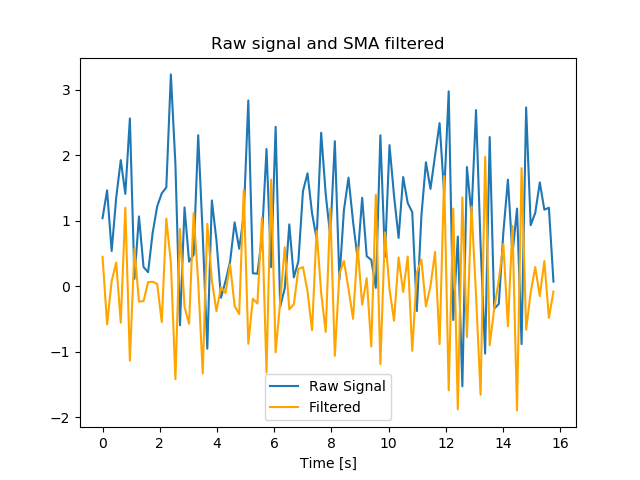 Raw signal and SMA filtered
3
2
1
0
−1
−2
Raw Signal
Filtered
0 2 4 6 8 10 12 14 16
Time [s]